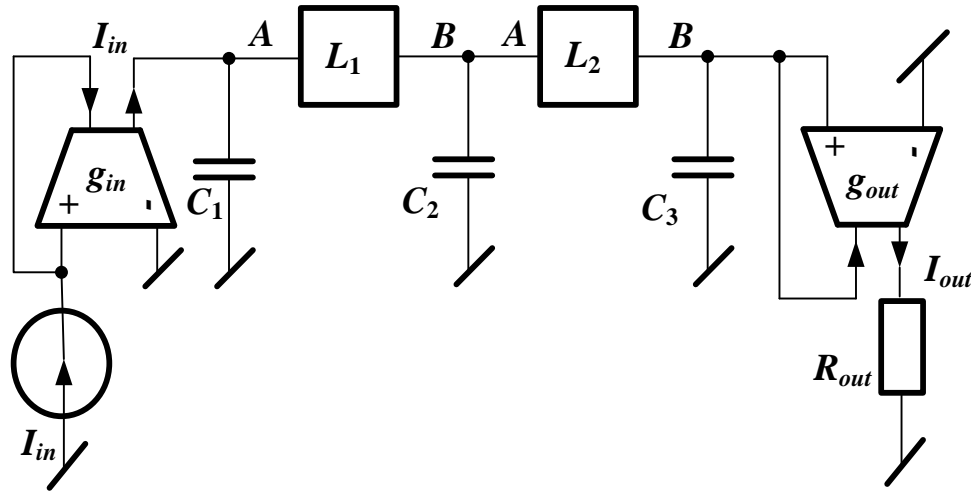 I_in A L_1 B A L_2 B
+ -
g_in g_out
+ -
C_1 C_2 C_3
I_out
R_out
I_in